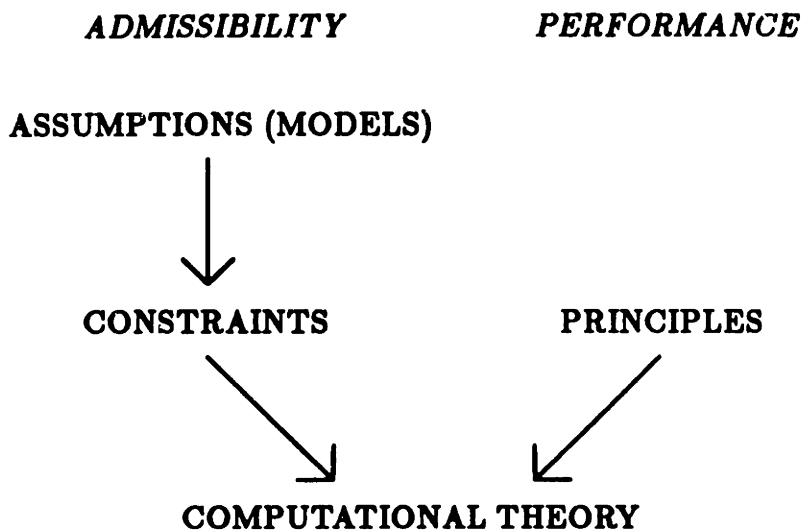 ADMISSIBILITY PERFORMANCE
ASSUMPTIONS (MODELS)
CONSTRAINTS PRINCIPLES
COMPUTATIONAL THEORY